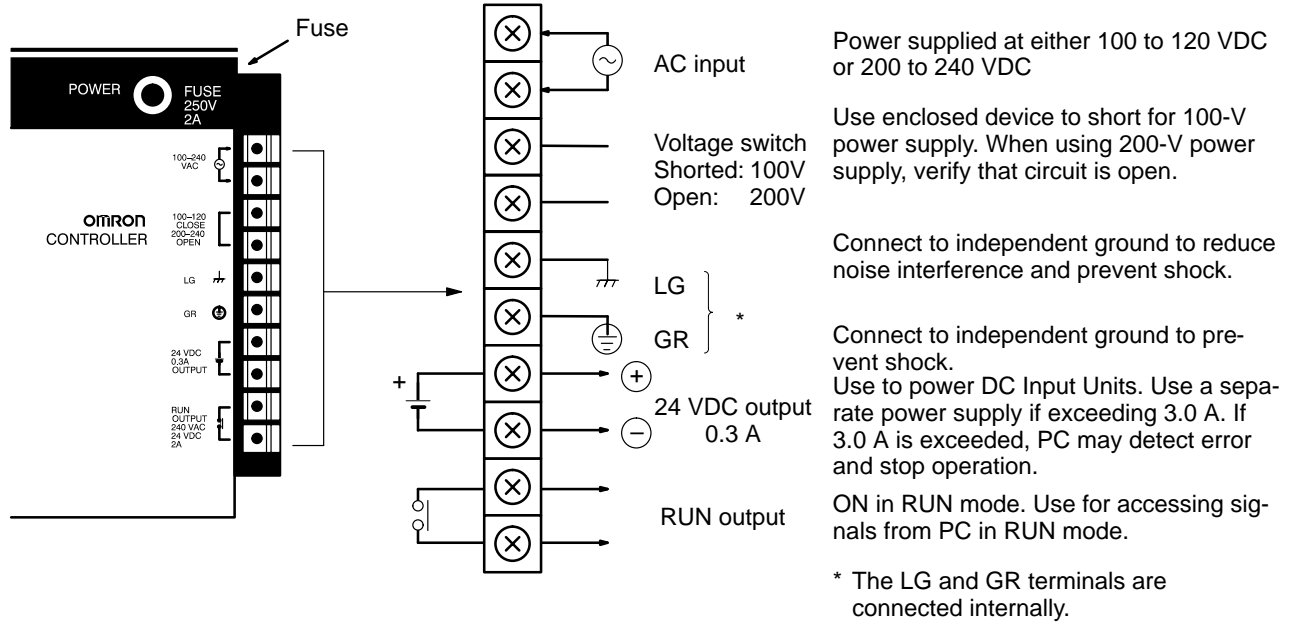 Fuse
POWER
FUSE
250V
2A
100–240
VAC
OMRON
CONTROLLER
100–120
CLOSE
200–240
OPEN
LG
GR
24 VDC
0.3A
OUTPUT
RUN
OUTPUT
240 VAC
24 VDC
2A
AC input
Voltage switch
Shorted: 100V
Open: 200V
LG
GR
*
+
+
−
24 VDC output
0.3 A
RUN output
Power supplied at either 100 to 120 VDC
or 200 to 240 VDC
Use enclosed device to short for 100-V
power supply. When using 200-V power
supply, verify that circuit is open.
Connect to independent ground to reduce
noise interference and prevent shock.
Connect to independent ground to pre-
vent shock.
Use to power DC Input Units. Use a sepa-
rate power supply if exceeding 3.0 A. If
3.0 A is exceeded, PC may detect error
and stop operation.
ON in RUN mode. Use for accessing sig-
nals from PC in RUN mode.
* The LG and GR terminals are
connected internally.